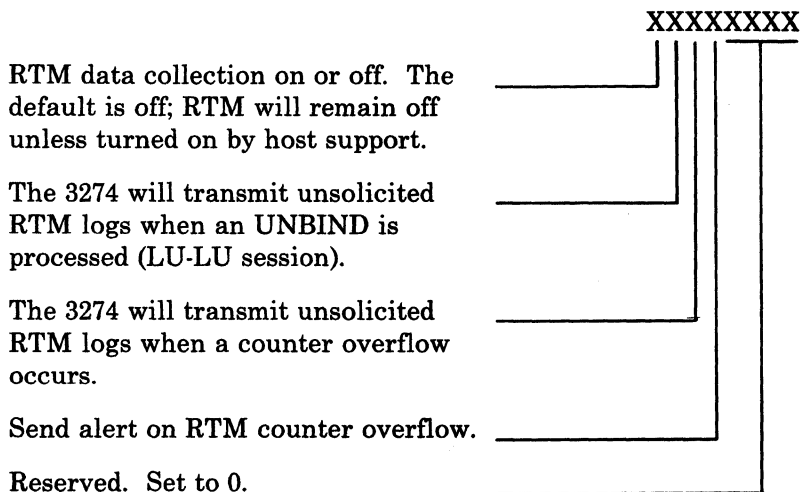 XXXXXXXX
RTM data collection on or off. The
default is off; RTM will remain off
unless turned on by host support.
The 3274 will transmit unsolicited
RTM logs when an UNBIND is
processed (LU-LU session).
The 3274 will transmit unsolicited
RTM logs when a counter overflow
occurs.
Send alert on RTM counter overflow.
Reserved. Set to 0.